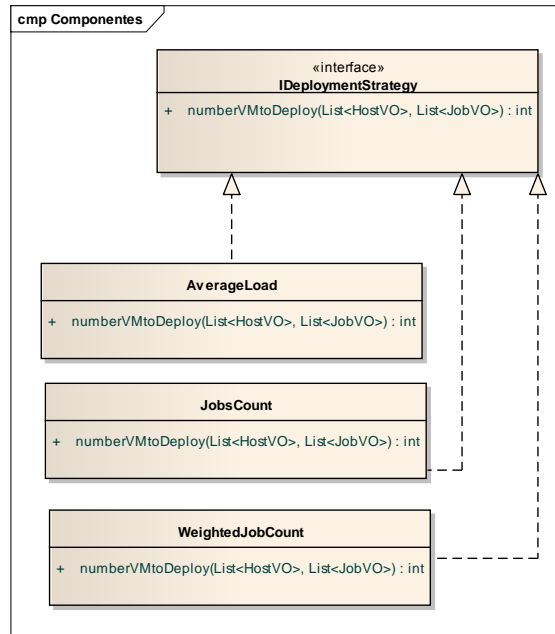 cmp Componentes
«interface»
IDeploymentStrategy
+ numberVMtoDeploy(List<HostVO>, List<JobVO>) : int
AverageLoad
+ numberVMtoDeploy(List<HostVO>, List<JobVO>) : int
JobsCount
+ numberVMtoDeploy(List<HostVO>, List<JobVO>) : int
WeightedJobCount
+ numberVMtoDeploy(List<HostVO>, List<JobVO>) : int